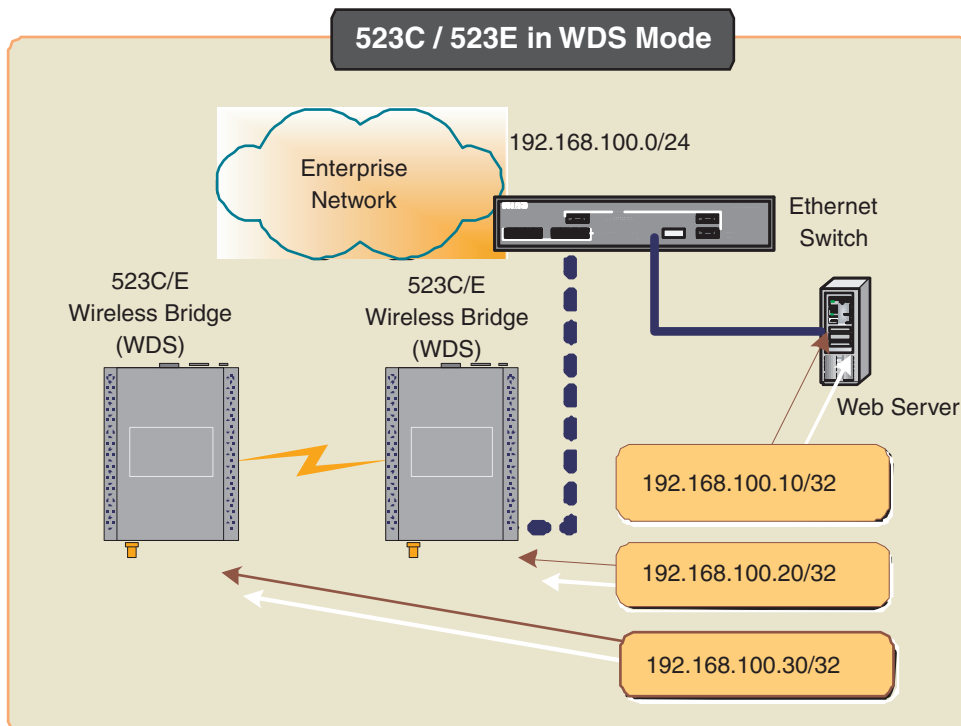 523C / 523E in WDS Mode
192.168.100.0/24
Enterprise
Network
Ethernet
Switch
523C/E
Wireless Bridge
(WDS)
523C/E
Wireless Bridge
(WDS)
Web Server
192.168.100.10/32
192.168.100.20/32
192.168.100.30/32